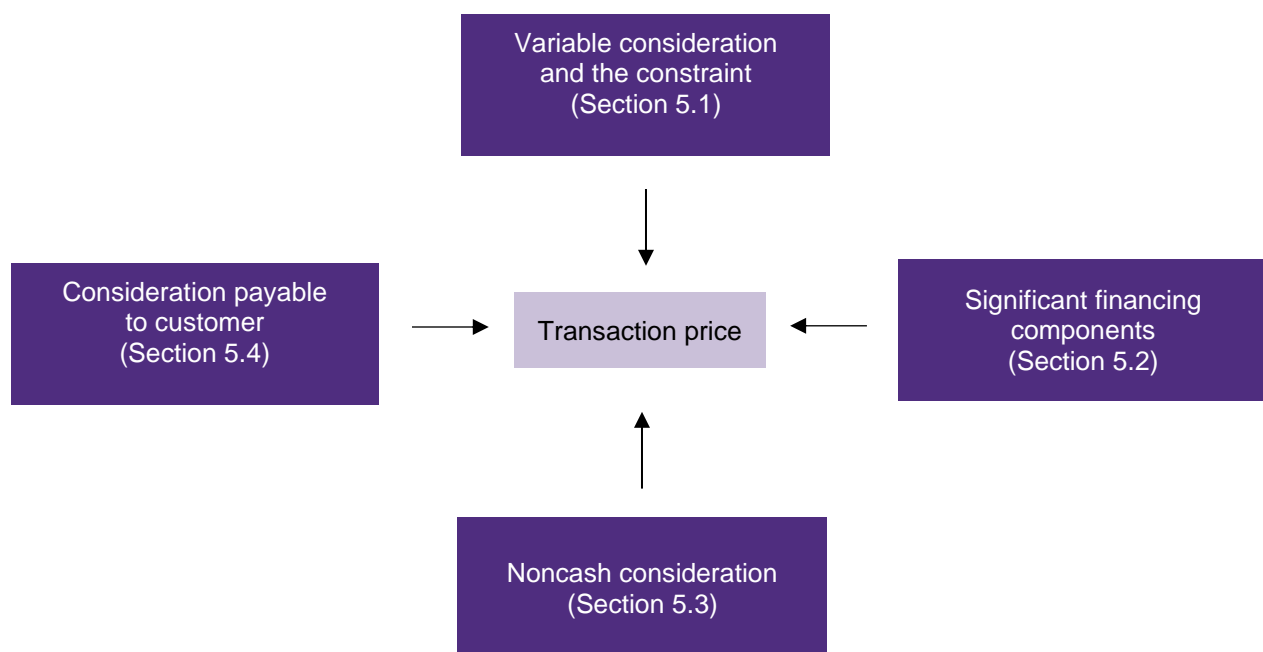 Variable consideration
and the constraint
(Section 5.1)
Consideration payable
to customer
(Section 5.4)
Transaction price
Significant financing
components
(Section 5.2)
Noncash consideration
(Section 5.3)